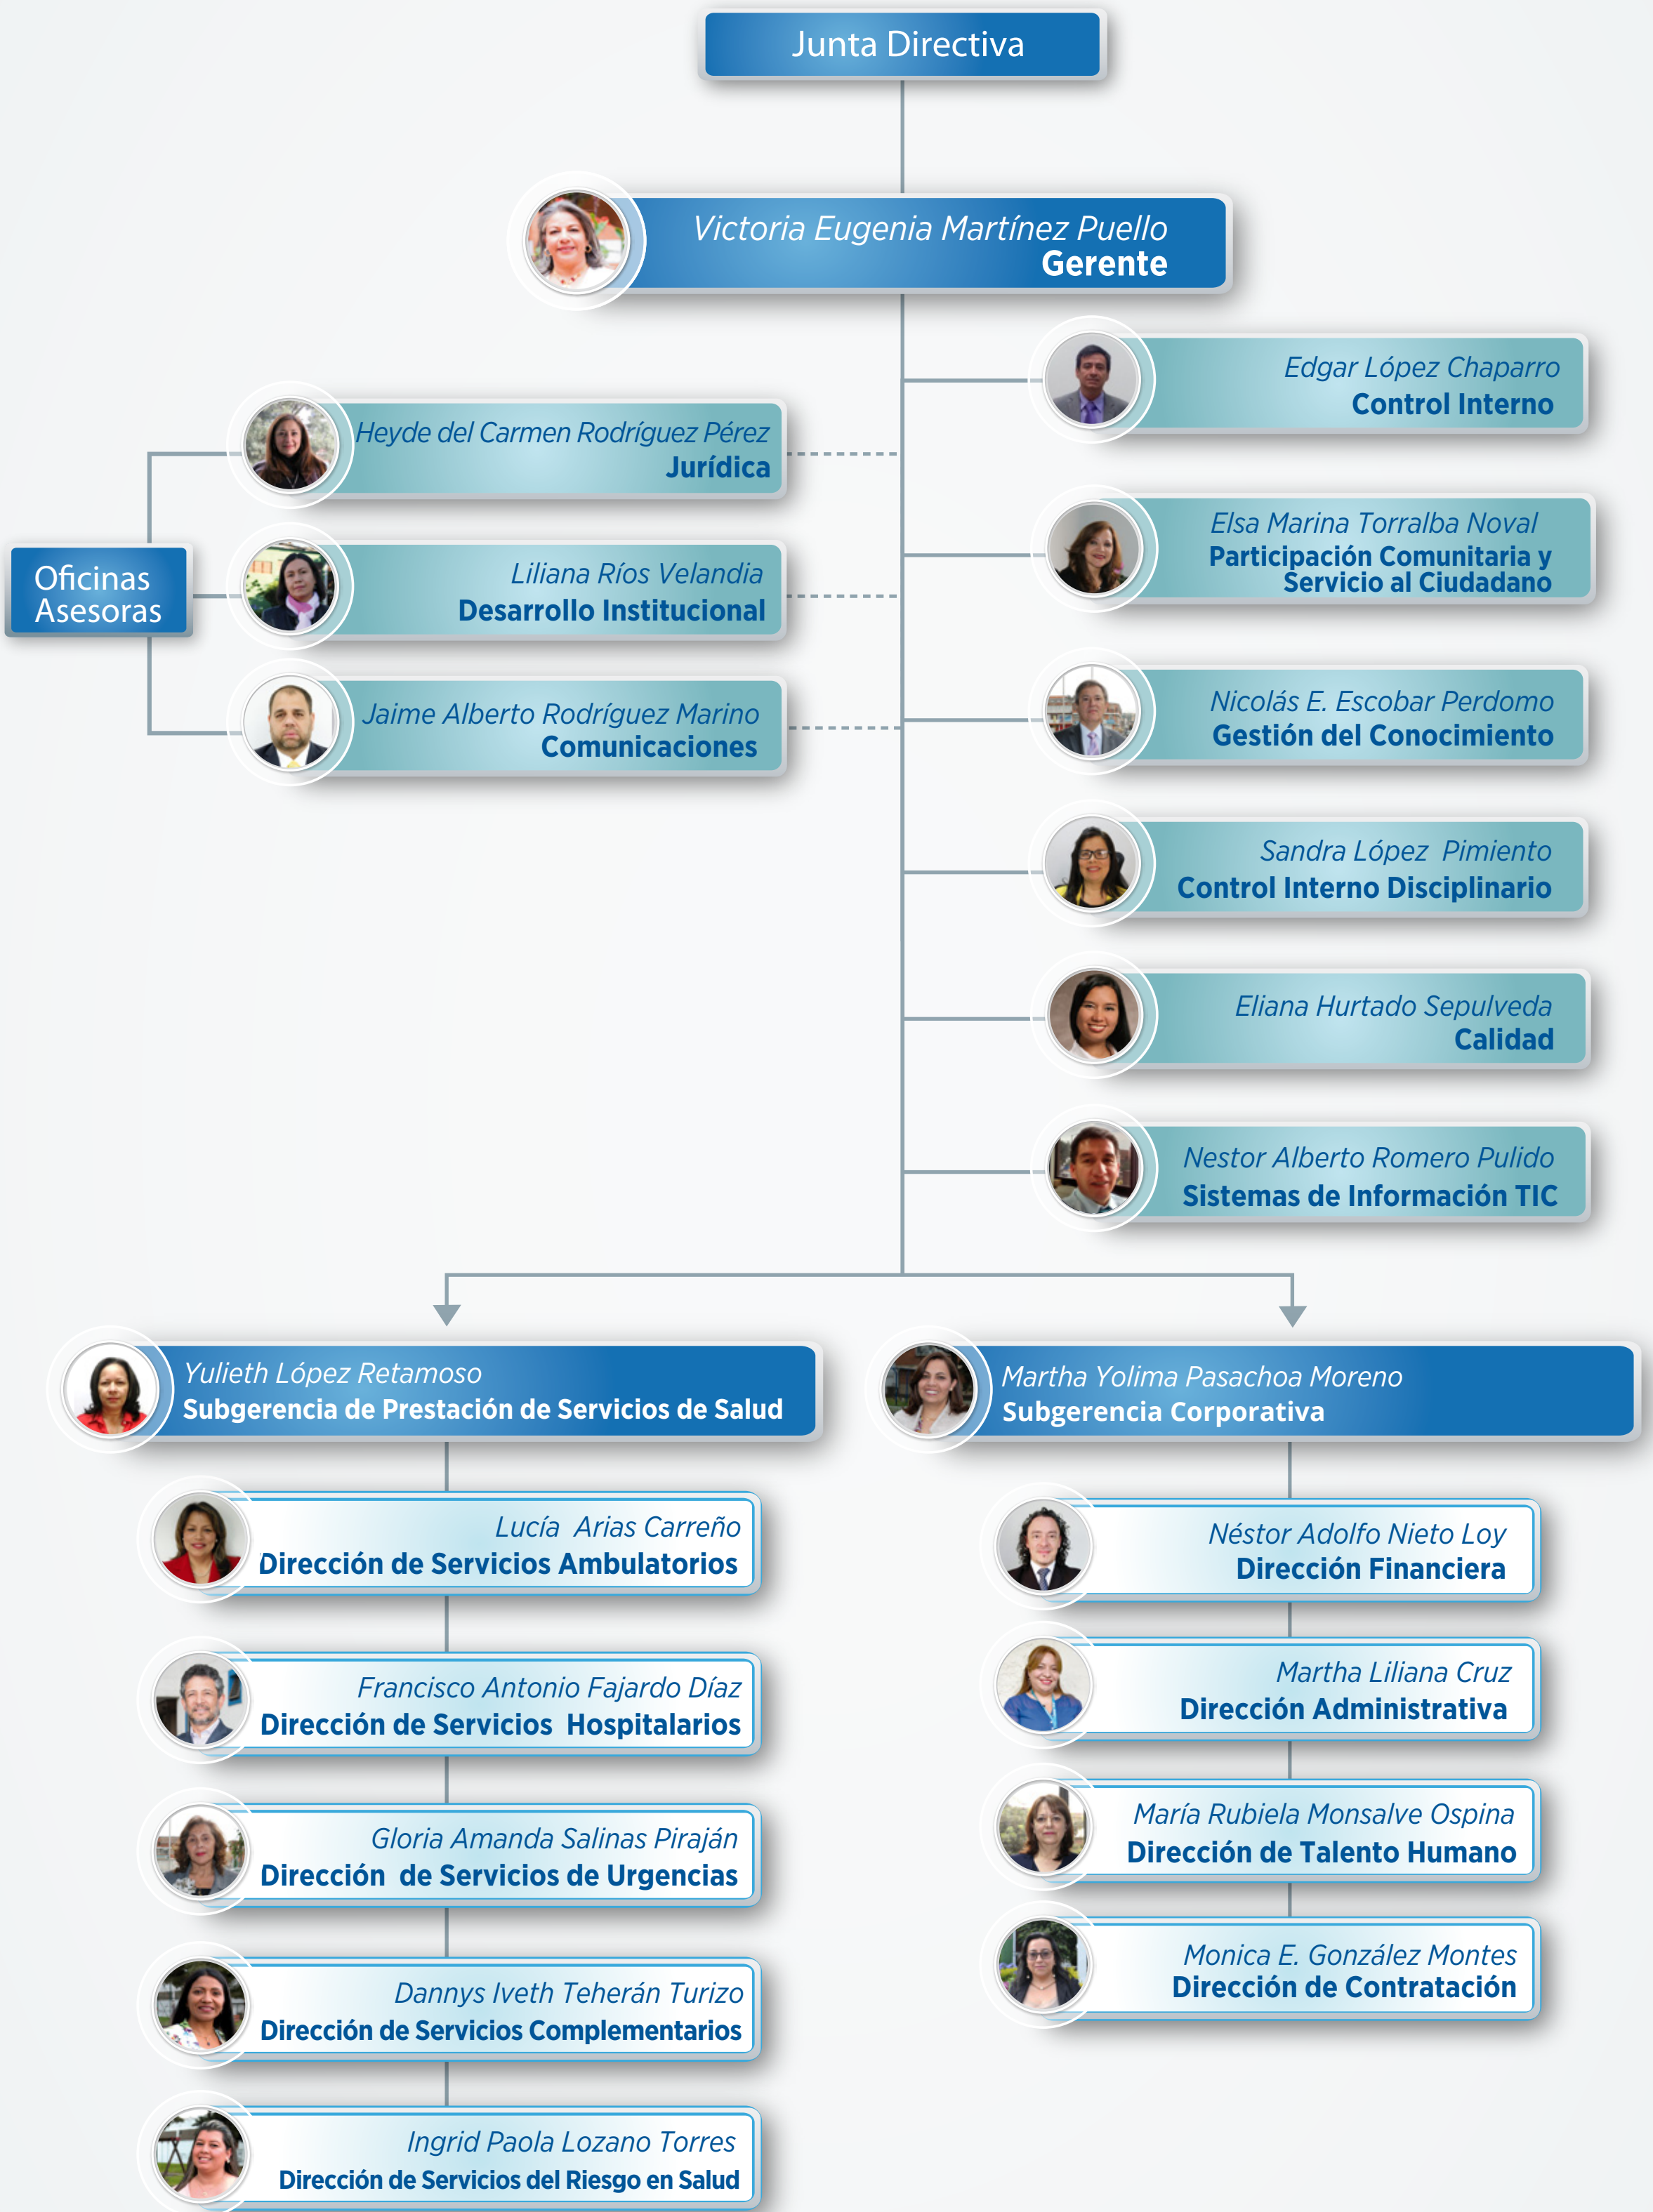 Junta Directiva
Victoria Eugenia Martínez Puello
Gerente
Edgar López Chaparro
Control Interno
Heyde del Carmen Rodríguez Pérez
Jurídica
Elsa Marina Torralba Noval
Participación Comunitaria y
Servicio al Ciudadano
Oficinas
Asesoras
Liliana Ríos Velandia
Desarrollo Institucional
Jaime Alberto Rodríguez Marino
Comunicaciones
Nicolás E. Escobar Perdomo
Gestión del Conocimiento
Sandra López Pimiento
Control Interno Disciplinario
Eliana Hurtado Sepulveda
Calidad
Nestor Alberto Romero Pulido
Sistemas de Información TIC
Yulieth López Retamoso
Subgerencia de Prestación de Servicios de Salud
Lucía Arias Carreño
Dirección de Servicios Ambulatorios
Francisco Antonio Fajardo Díaz
Dirección de Servicios Hospitalarios
Gloria Amanda Salinas Piraján
Dirección de Servicios de Urgencias
Dannys Iveth Teherán Turizo
Dirección de Servicios Complementarios
Ingrid Paola Lozano Torres
Dirección de Servicios del Riesgo en Salud
Martha Yolima Pasachoa Moreno
Subgerencia Corporativa
Néstor Adolfo Nieto Loy
Dirección Financiera
Martha Liliana Cruz
Dirección Administrativa
María Rubiela Monsalve Ospina
Dirección de Talento Humano
Monica E. González Montes
Dirección de Contratación